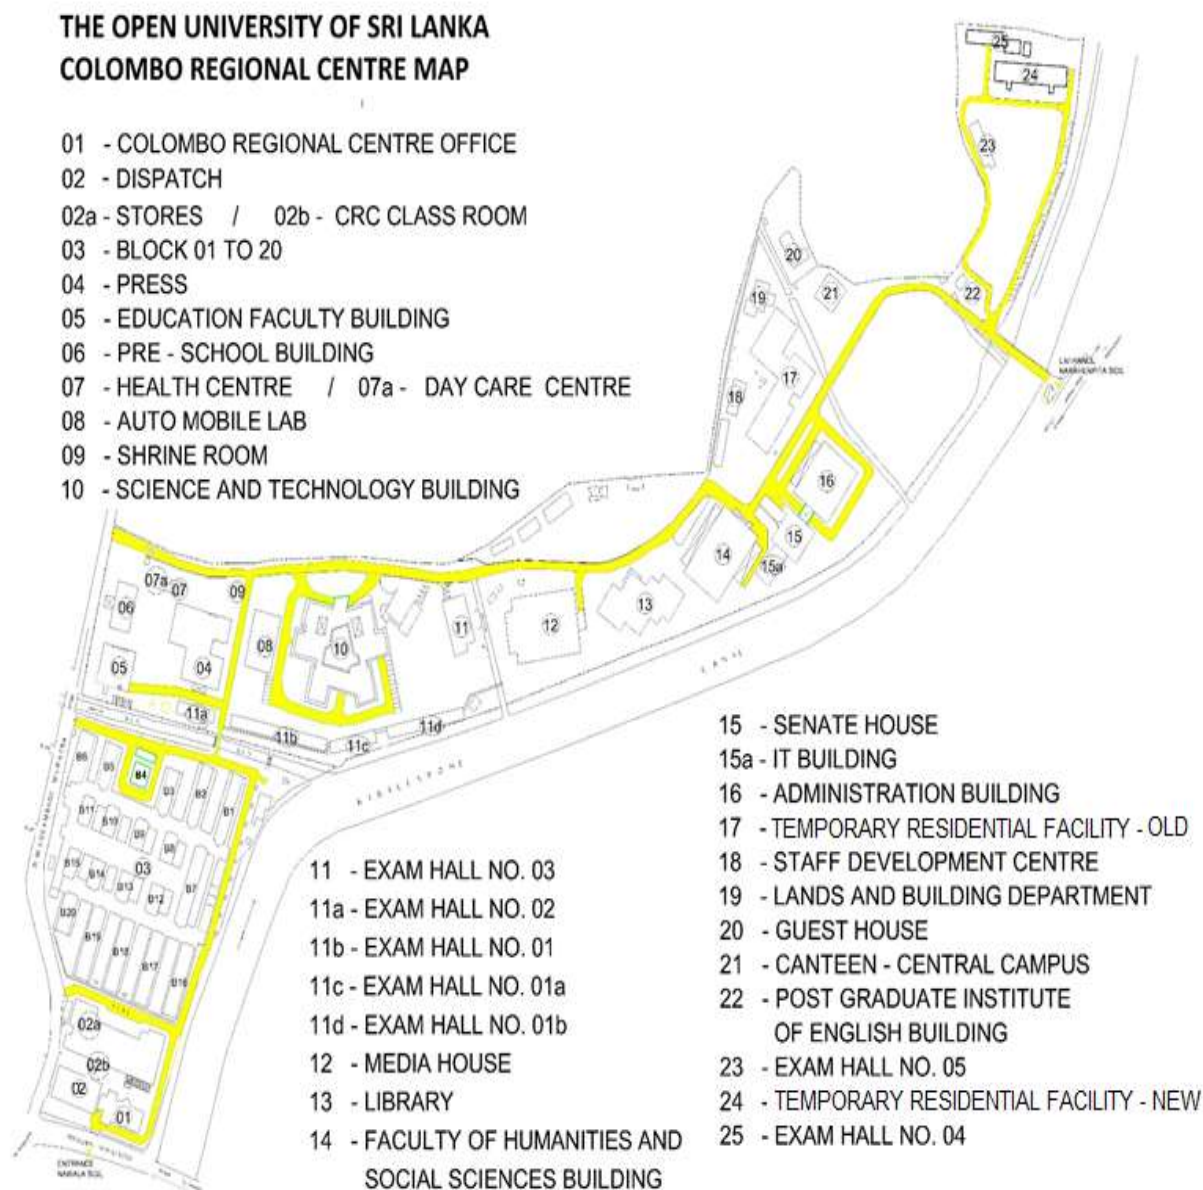 THE OPEN UNIVERSITY OF SRI LANKA
COLOMBO REGIONAL CENTRE MAP
01 - COLOMBO REGIONAL CENTRE OFFICE
02 - DISPATCH
02a - STORES / 02b - CRC CLASS ROOM
03 - BLOCK 01 TO 20
04 - PRESS
05 - EDUCATION FACULTY BUILDING
06 - PRE - SCHOOL BUILDING
07 - HEALTH CENTRE / 07a - DAY CARE CENTRE
08 - AUTO MOBILE LAB
09 - SHRINE ROOM
10 - SCIENCE AND TECHNOLOGY BUILDING
11 - EXAM HALL NO. 03
11a - EXAM HALL NO. 02
11b - EXAM HALL NO. 01
11c - EXAM HALL NO. 01a
11d - EXAM HALL NO. 01b
12 - MEDIA HOUSE
13 - LIBRARY
14 - FACULTY OF HUMANITIES AND
SOCIAL SCIENCES BUILDING
15 - SENATE HOUSE
15a - IT BUILDING
16 - ADMINISTRATION BUILDING
17 - TEMPORARY RESIDENTIAL FACILITY - OLD
18 - STAFF DEVELOPMENT CENTRE
19 - LANDS AND BUILDING DEPARTMENT
20 - GUEST HOUSE
21 - CANTEEN - CENTRAL CAMPUS
22 - POST GRADUATE INSTITUTE
OF ENGLISH BUILDING
23 - EXAM HALL NO. 05
24 - TEMPORARY RESIDENTIAL FACILITY - NEW
25 - EXAM HALL NO. 04
25
24
23
22
20
21
19
17
18
16
15
15a
14
13
12
11
10
09
08
07a
07
06
05
04
11a
11b
11c
11d
B6
B5
B4
B3
B2
B1
B11
B10
B9
B8
B15
B14
B13
B12
B7
03
B20
B19
B18
B17
B16
02a
02b
02
01
ENTRANCE